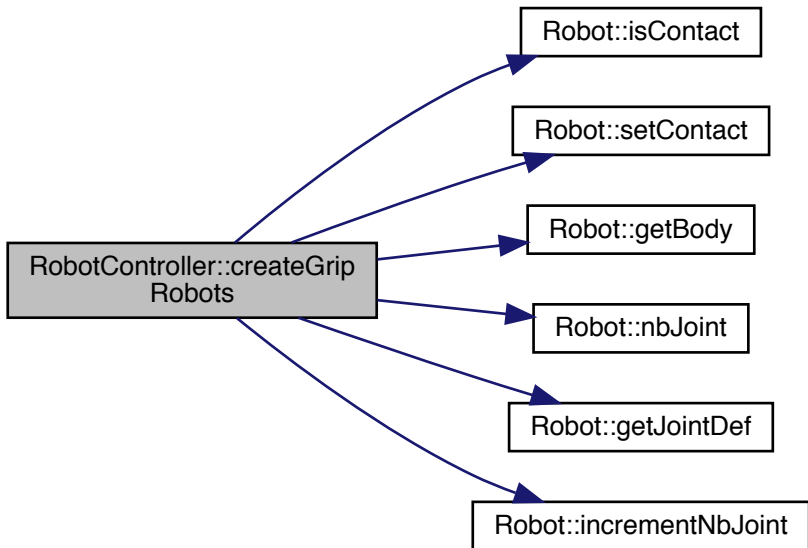 Robot::isContact
Robot::setContact
Robot::getBody
RobotController::createGrip
Robots
Robot::nbJoint
Robot::getJointDef
Robot::incrementNbJoint